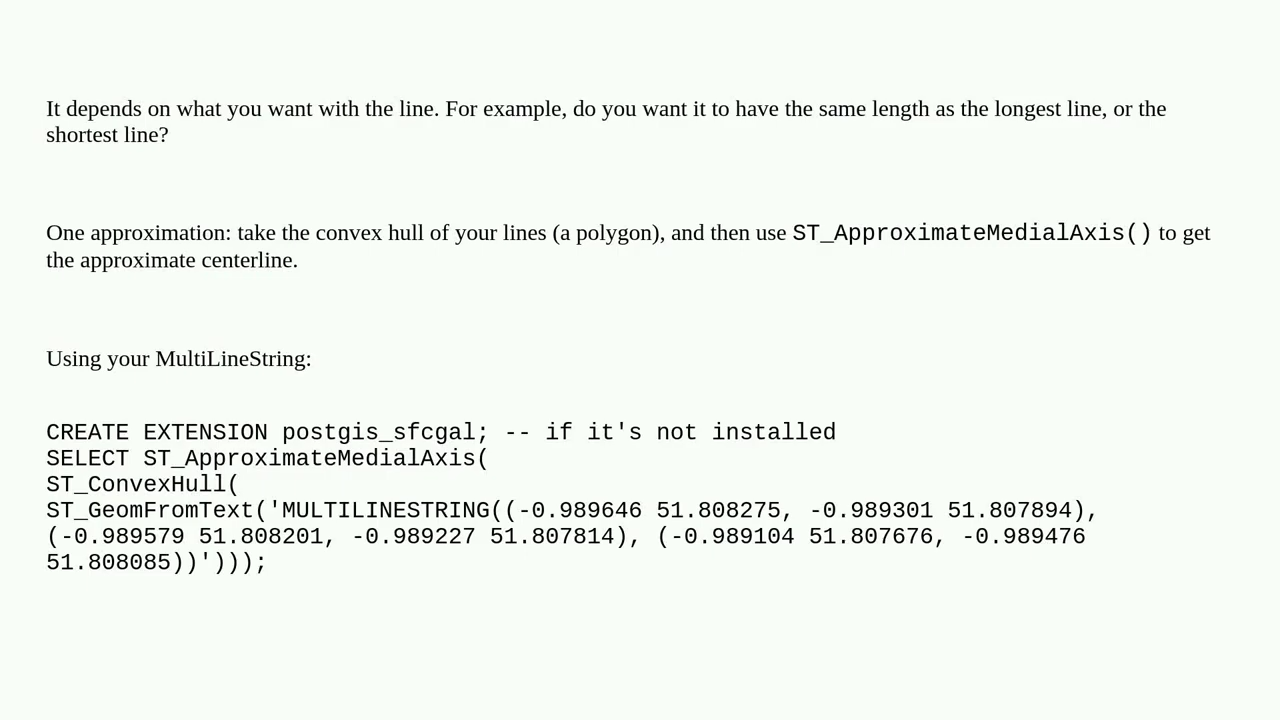 It depends on what you want with the line. For example, do you want it to have the same length as the longest line, or the
shortest line?
One approximation: take the convex hull of your lines (a polygon), and then use ST_ApproximateMedialAxis() to get
the approximate centerline.
Using your MultiLineString:
CREATE EXTENSION postgis_sfcgal; -- if it's not installed
SELECT ST_ApproximateMedialAxis(
ST_ConvexHull(
ST_GeomFromText('MULTILINESTRING((-0.989646 51.808275, -0.989301 51.807894),
(-0.989579 51.808201, -0.989227 51.807814), (-0.989104 51.807676, -0.989476
51.808085))')));